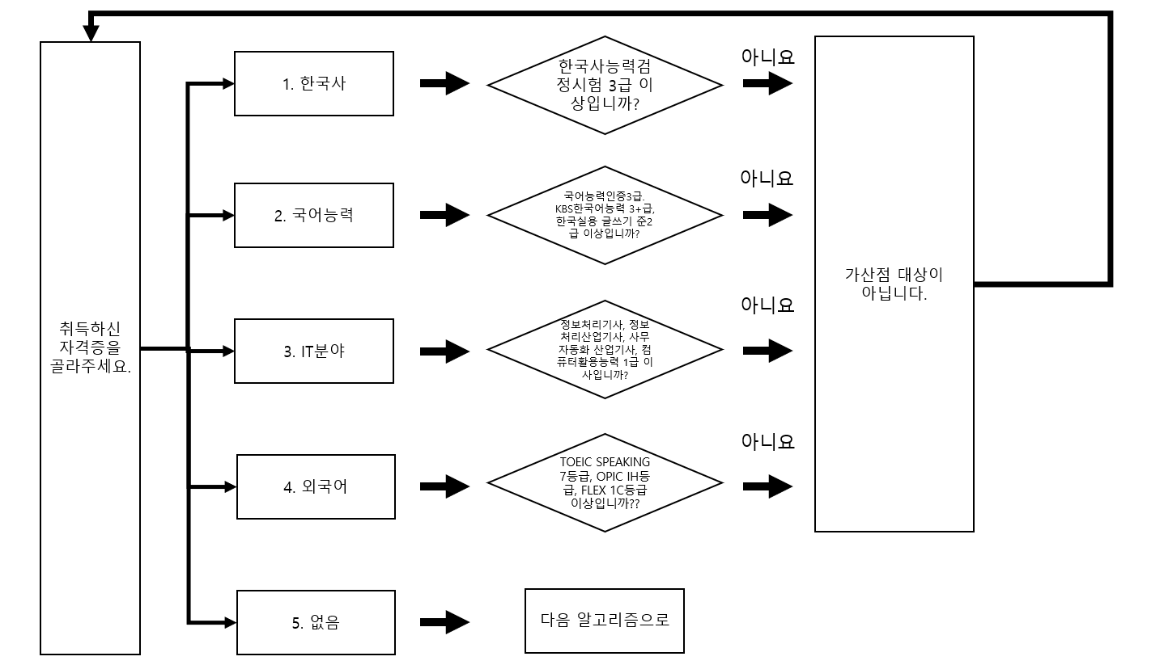 취득하신
자격증을
골라주세요.
1. 한국사
한국사능력검
정시험 3급 이
상입니까?
아니요
2. 국어능력
국어능력인증3급,
KBS한국어능력 3+급,
한국실용 글쓰기 준2
급 이상입니까?
아니요
3. IT분야
정보처리기사, 정보
처리산업기사, 사무
자동화 산업기사, 컴
퓨터활용능력 1급 이
사입니까?
아니요
4. 외국어
TOEIC SPEAKING
7등급, OPIC IH등
급, FLEX 1C등급
이상입니까??
아니요
가산점 대상이
아닙니다.
5. 없음
다음 알고리즘으로